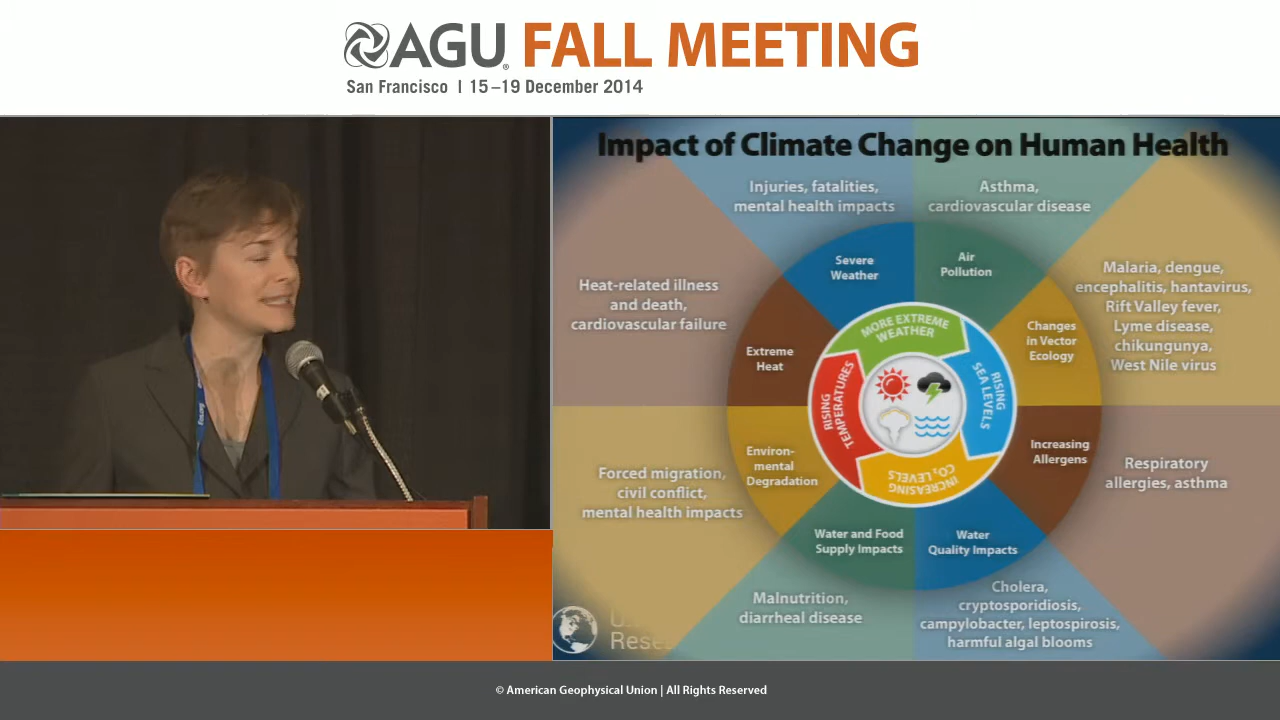 AGU® FALL MEETING
San Francisco | 15–19 December 2014
Impact of Climate Change on Human Health
Injuries, fatalities,
mental health impacts
Asthma,
cardiovascular disease
Malaria, dengue,
encephalitis, hantavirus,
Rift Valley fever,
Lyme disease,
chikungunya,
West Nile virus
Respiratory
allergies, asthma
Cholera,
cryptosporidiosis,
campylobacter, leptospirosis,
harmful algal blooms
Malnutrition,
diarrheal disease
Forced migration,
civil conflict,
mental health impacts
Heat-related illness
and death,
cardiovascular failure
Severe
Weather
Air
Pollution
Changes
in Vector
Ecology
Increasing
Allergens
Water
Quality Impacts
Water and Food
Supply Impacts
Environ-
mental
Degradation
Extreme
Heat
MORE EXTREME
WEATHER
RISING
SEA LEVELS
INCREASING
CO₂ LEVELS
RISING
TEMPERATURES
© American Geophysical Union | All Rights Reserved